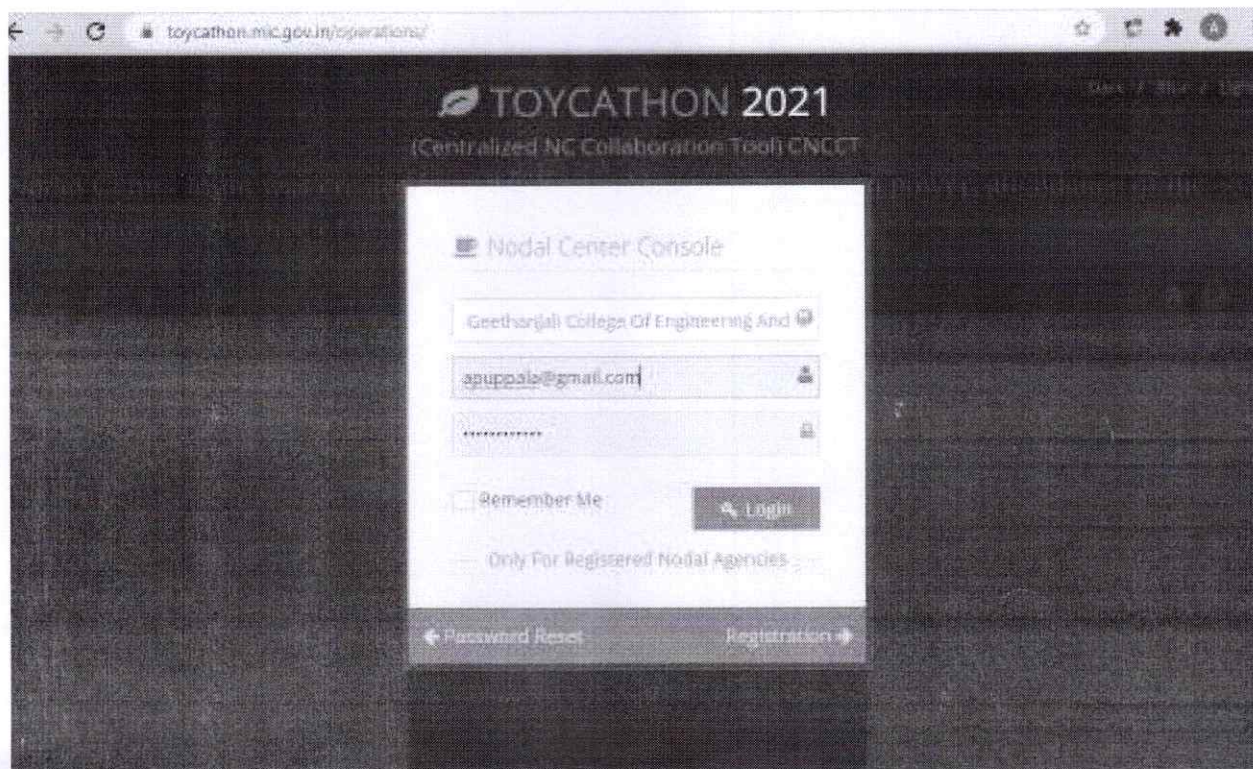 toycathon.mic.gov.in/operations/
A
TOYCATHON 2021
(Centralized NC Collaboration Tool) CNCCT
Nodal Center Console
Geethanjali College Of Engineering And
apuppala@gmail.com
............
Remember Me
Login
Only For Registered Nodal Agencies
Password Reset
Registration